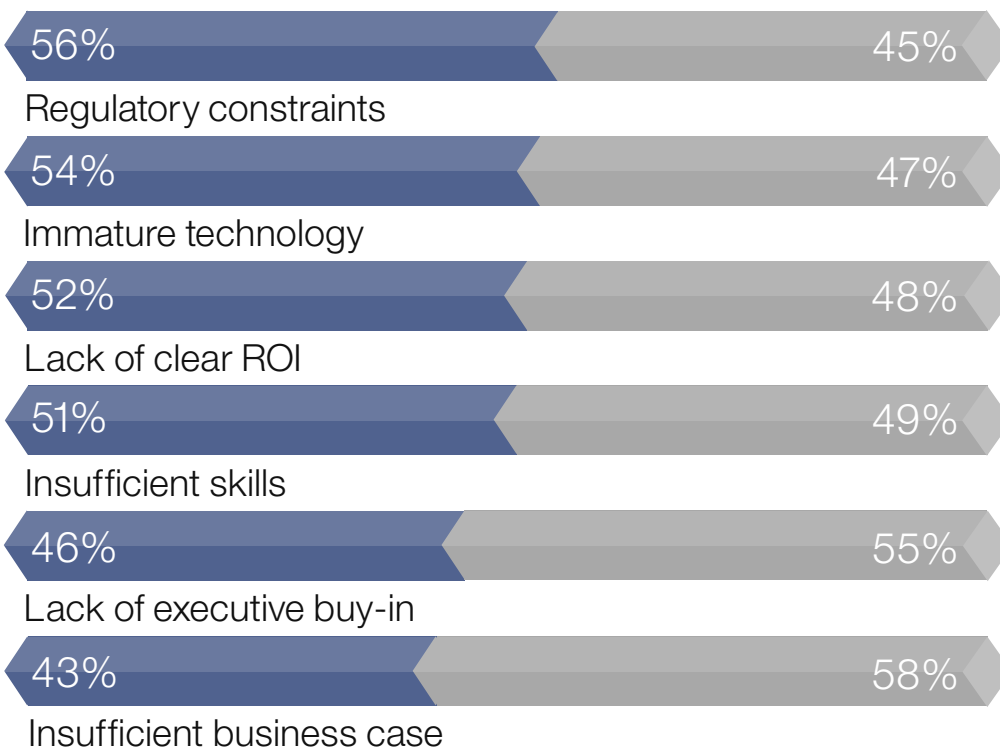 56% 45%
Regulatory constraints
54% 47%
Immature technology
52% 48%
Lack of clear ROI
51% 49%
Insufficient skills
46% 55%
Lack of executive buy-in
43% 58%
Insufficient business case